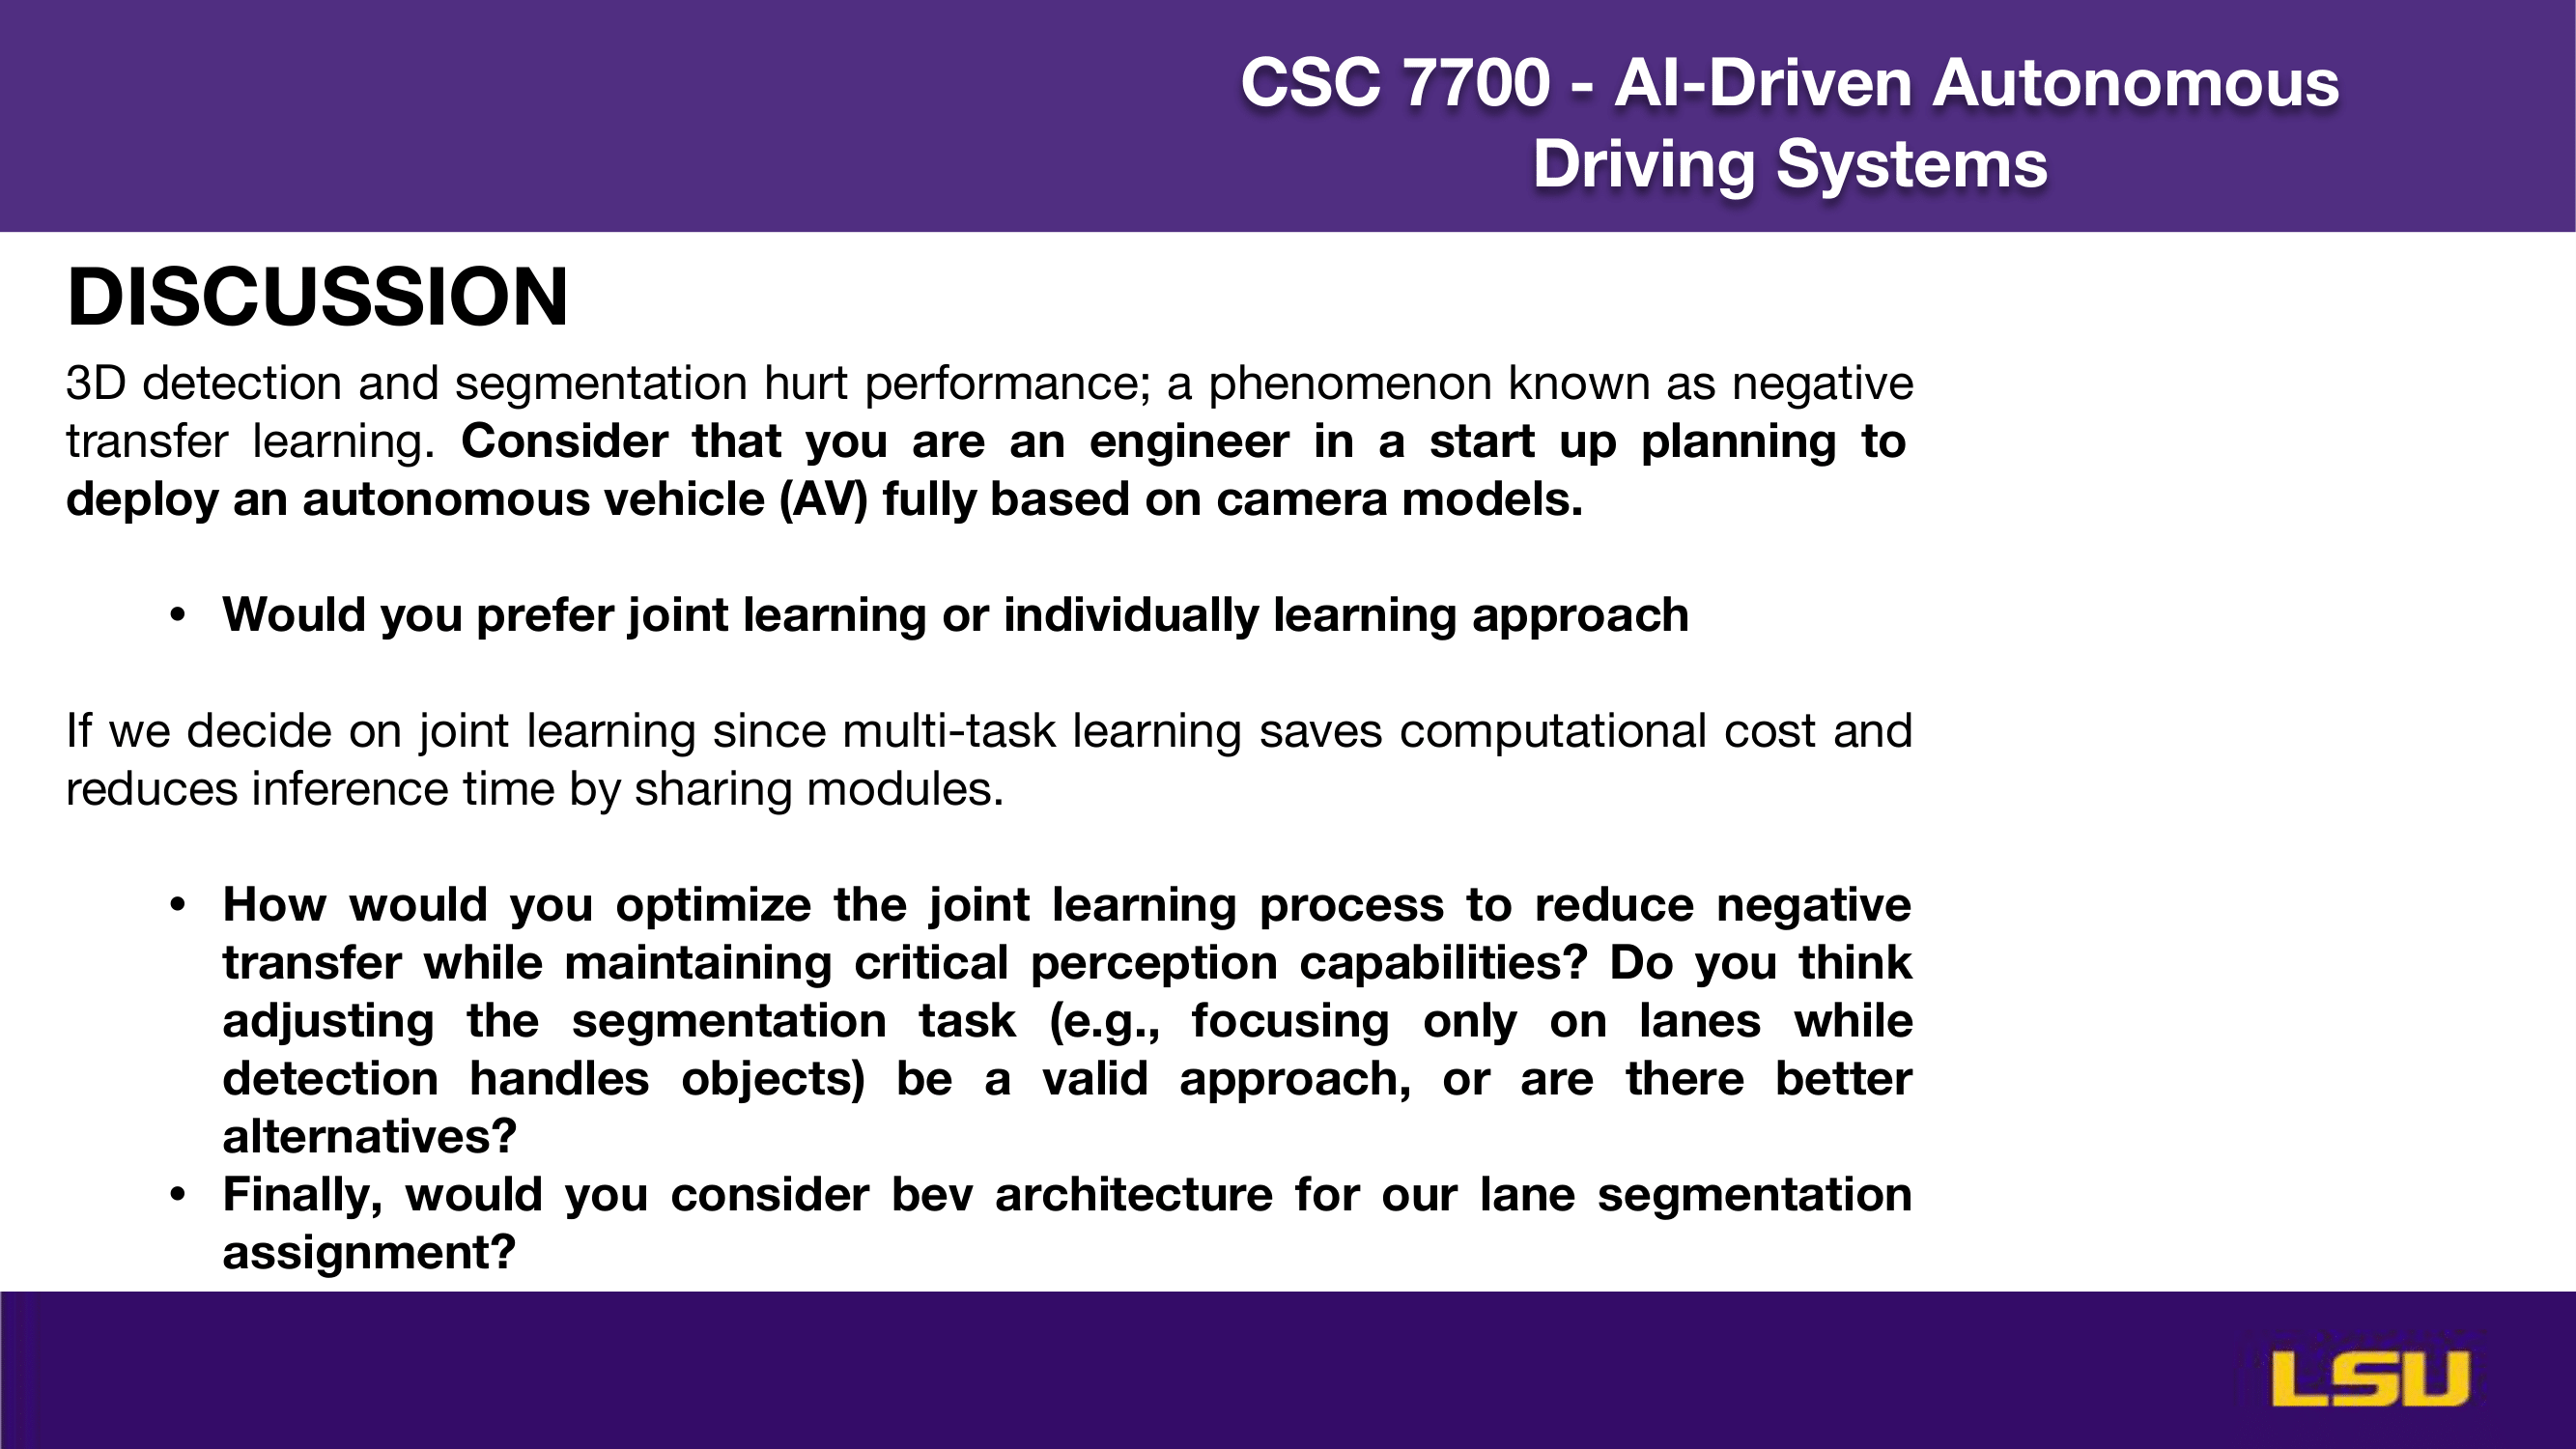 CSC 7700 - AI-Driven Autonomous
Driving Systems
DISCUSSION
3D detection and segmentation hurt performance; a phenomenon known as negative
transfer learning. Consider that you are an engineer in a start up planning to
deploy an autonomous vehicle (AV) fully based on camera models.
• Would you prefer joint learning or individually learning approach
If we decide on joint learning since multi-task learning saves computational cost and
reduces inference time by sharing modules.
• How would you optimize the joint learning process to reduce negative
transfer while maintaining critical perception capabilities? Do you think
adjusting the segmentation task (e.g., focusing only on lanes while
detection handles objects) be a valid approach, or are there better
alternatives?
• Finally, would you consider bev architecture for our lane segmentation
assignment?
LSU